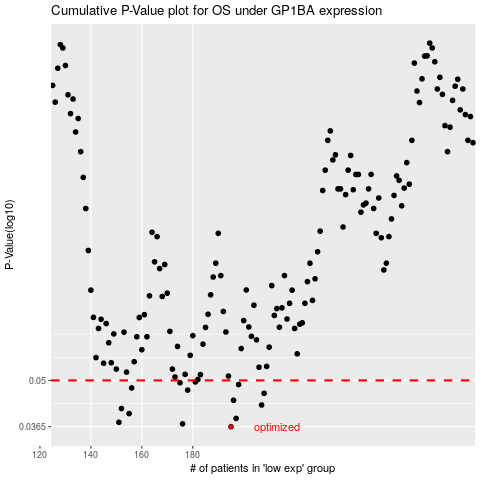 Cumulative P-Value plot for OS under GP1BA expression
P-Value(log10)
0.05
0.0365
optimized
120 140 160 180
# of patients in 'low exp' group